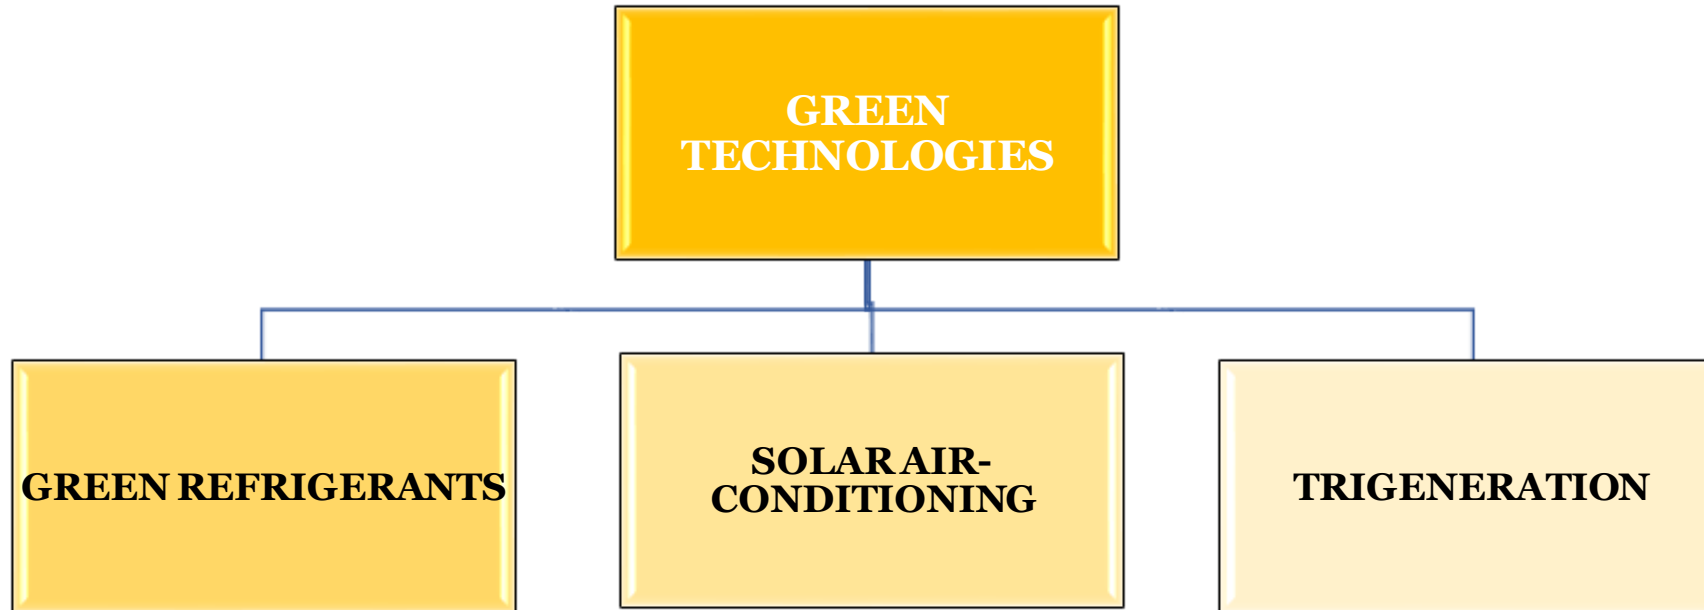 GREEN
TECHNOLOGIES
GREEN REFRIGERANTS
SOLAR AIR-
CONDITIONING
TRIGENERATION